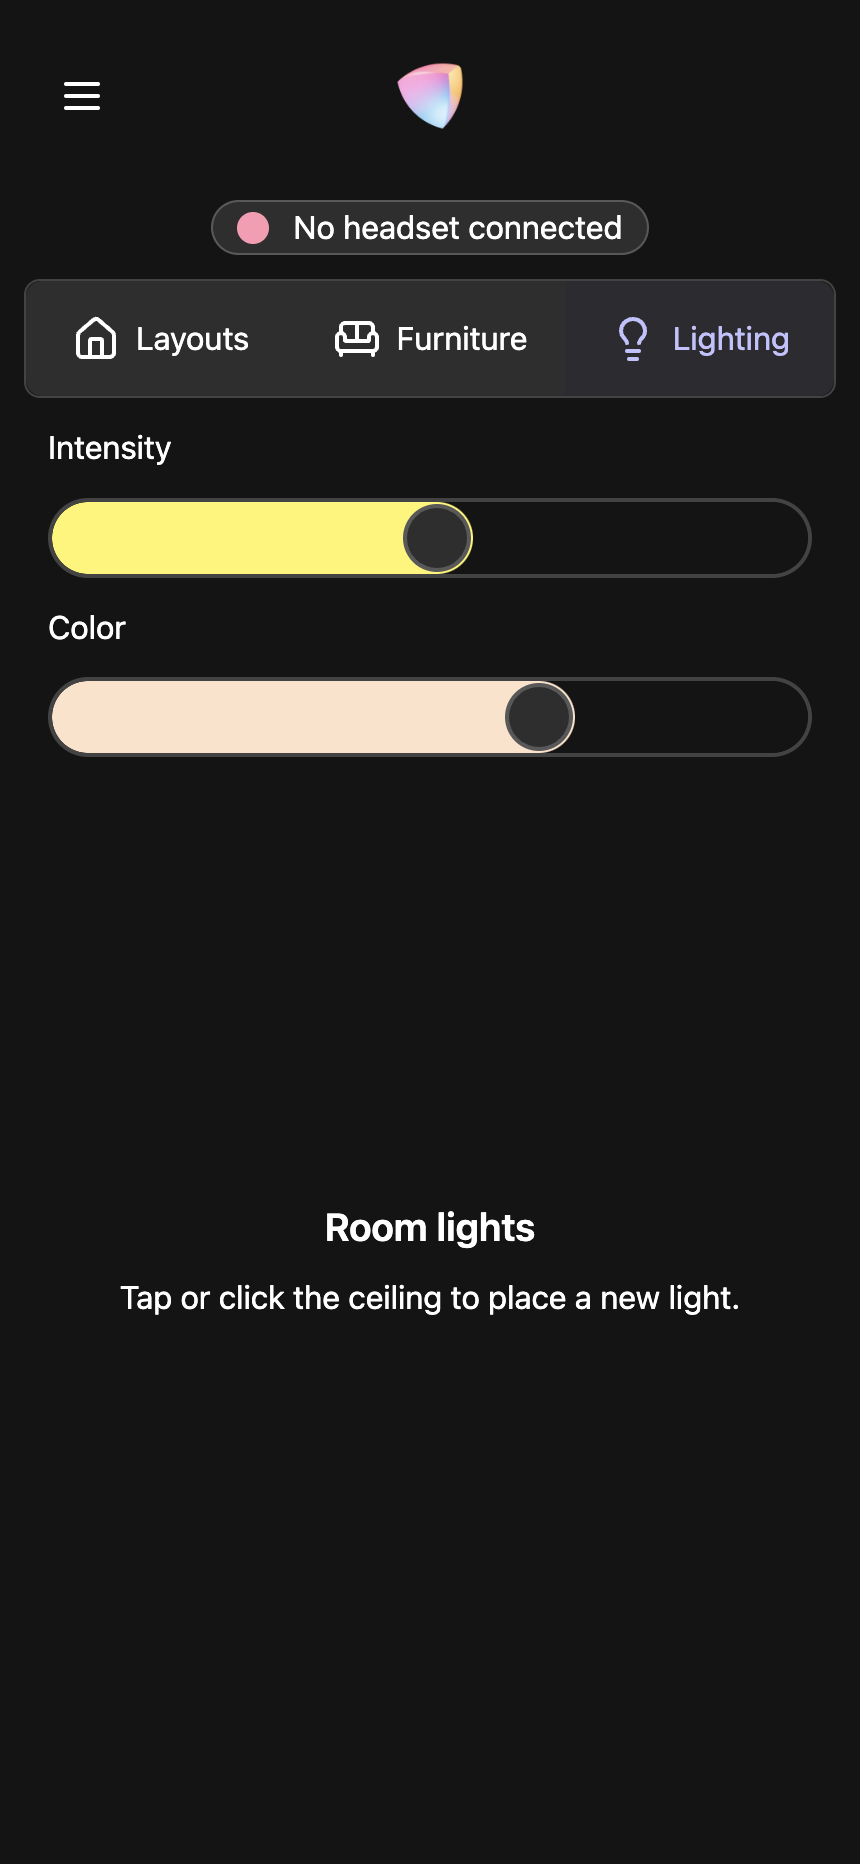 No headset connected
Layouts
Furniture
Lighting
Intensity
Color
Room lights
Tap or click the ceiling to place a new light.